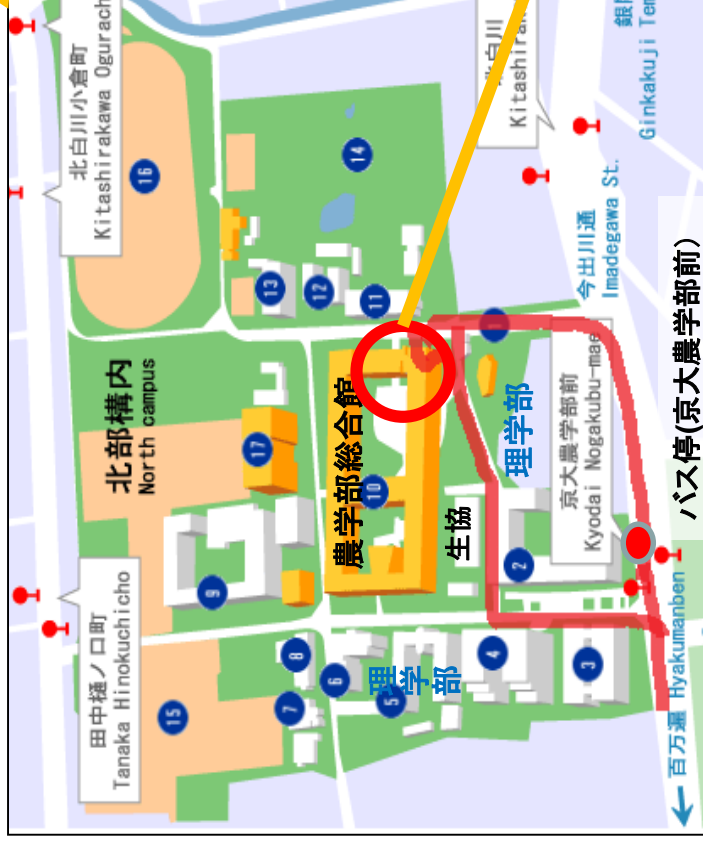 北白川小倉町
Kitashirakawa Ogurach
16
14
北白川
Kitashirak
銀
Ginkakuji Tem
今出川通
Imadegawa St.
13
12
11
1
北部構内
North campus
17
農学部総合館
10
理学部
京大農学部前
Kyodai Nogakubu-mae
バス停(京大農学部前)
生協
9
2
田中樋ノ口町
Tanaka Hinokuchicho
8
6
7
5
理学部
4
3
15
百万遍 Hyakumanben